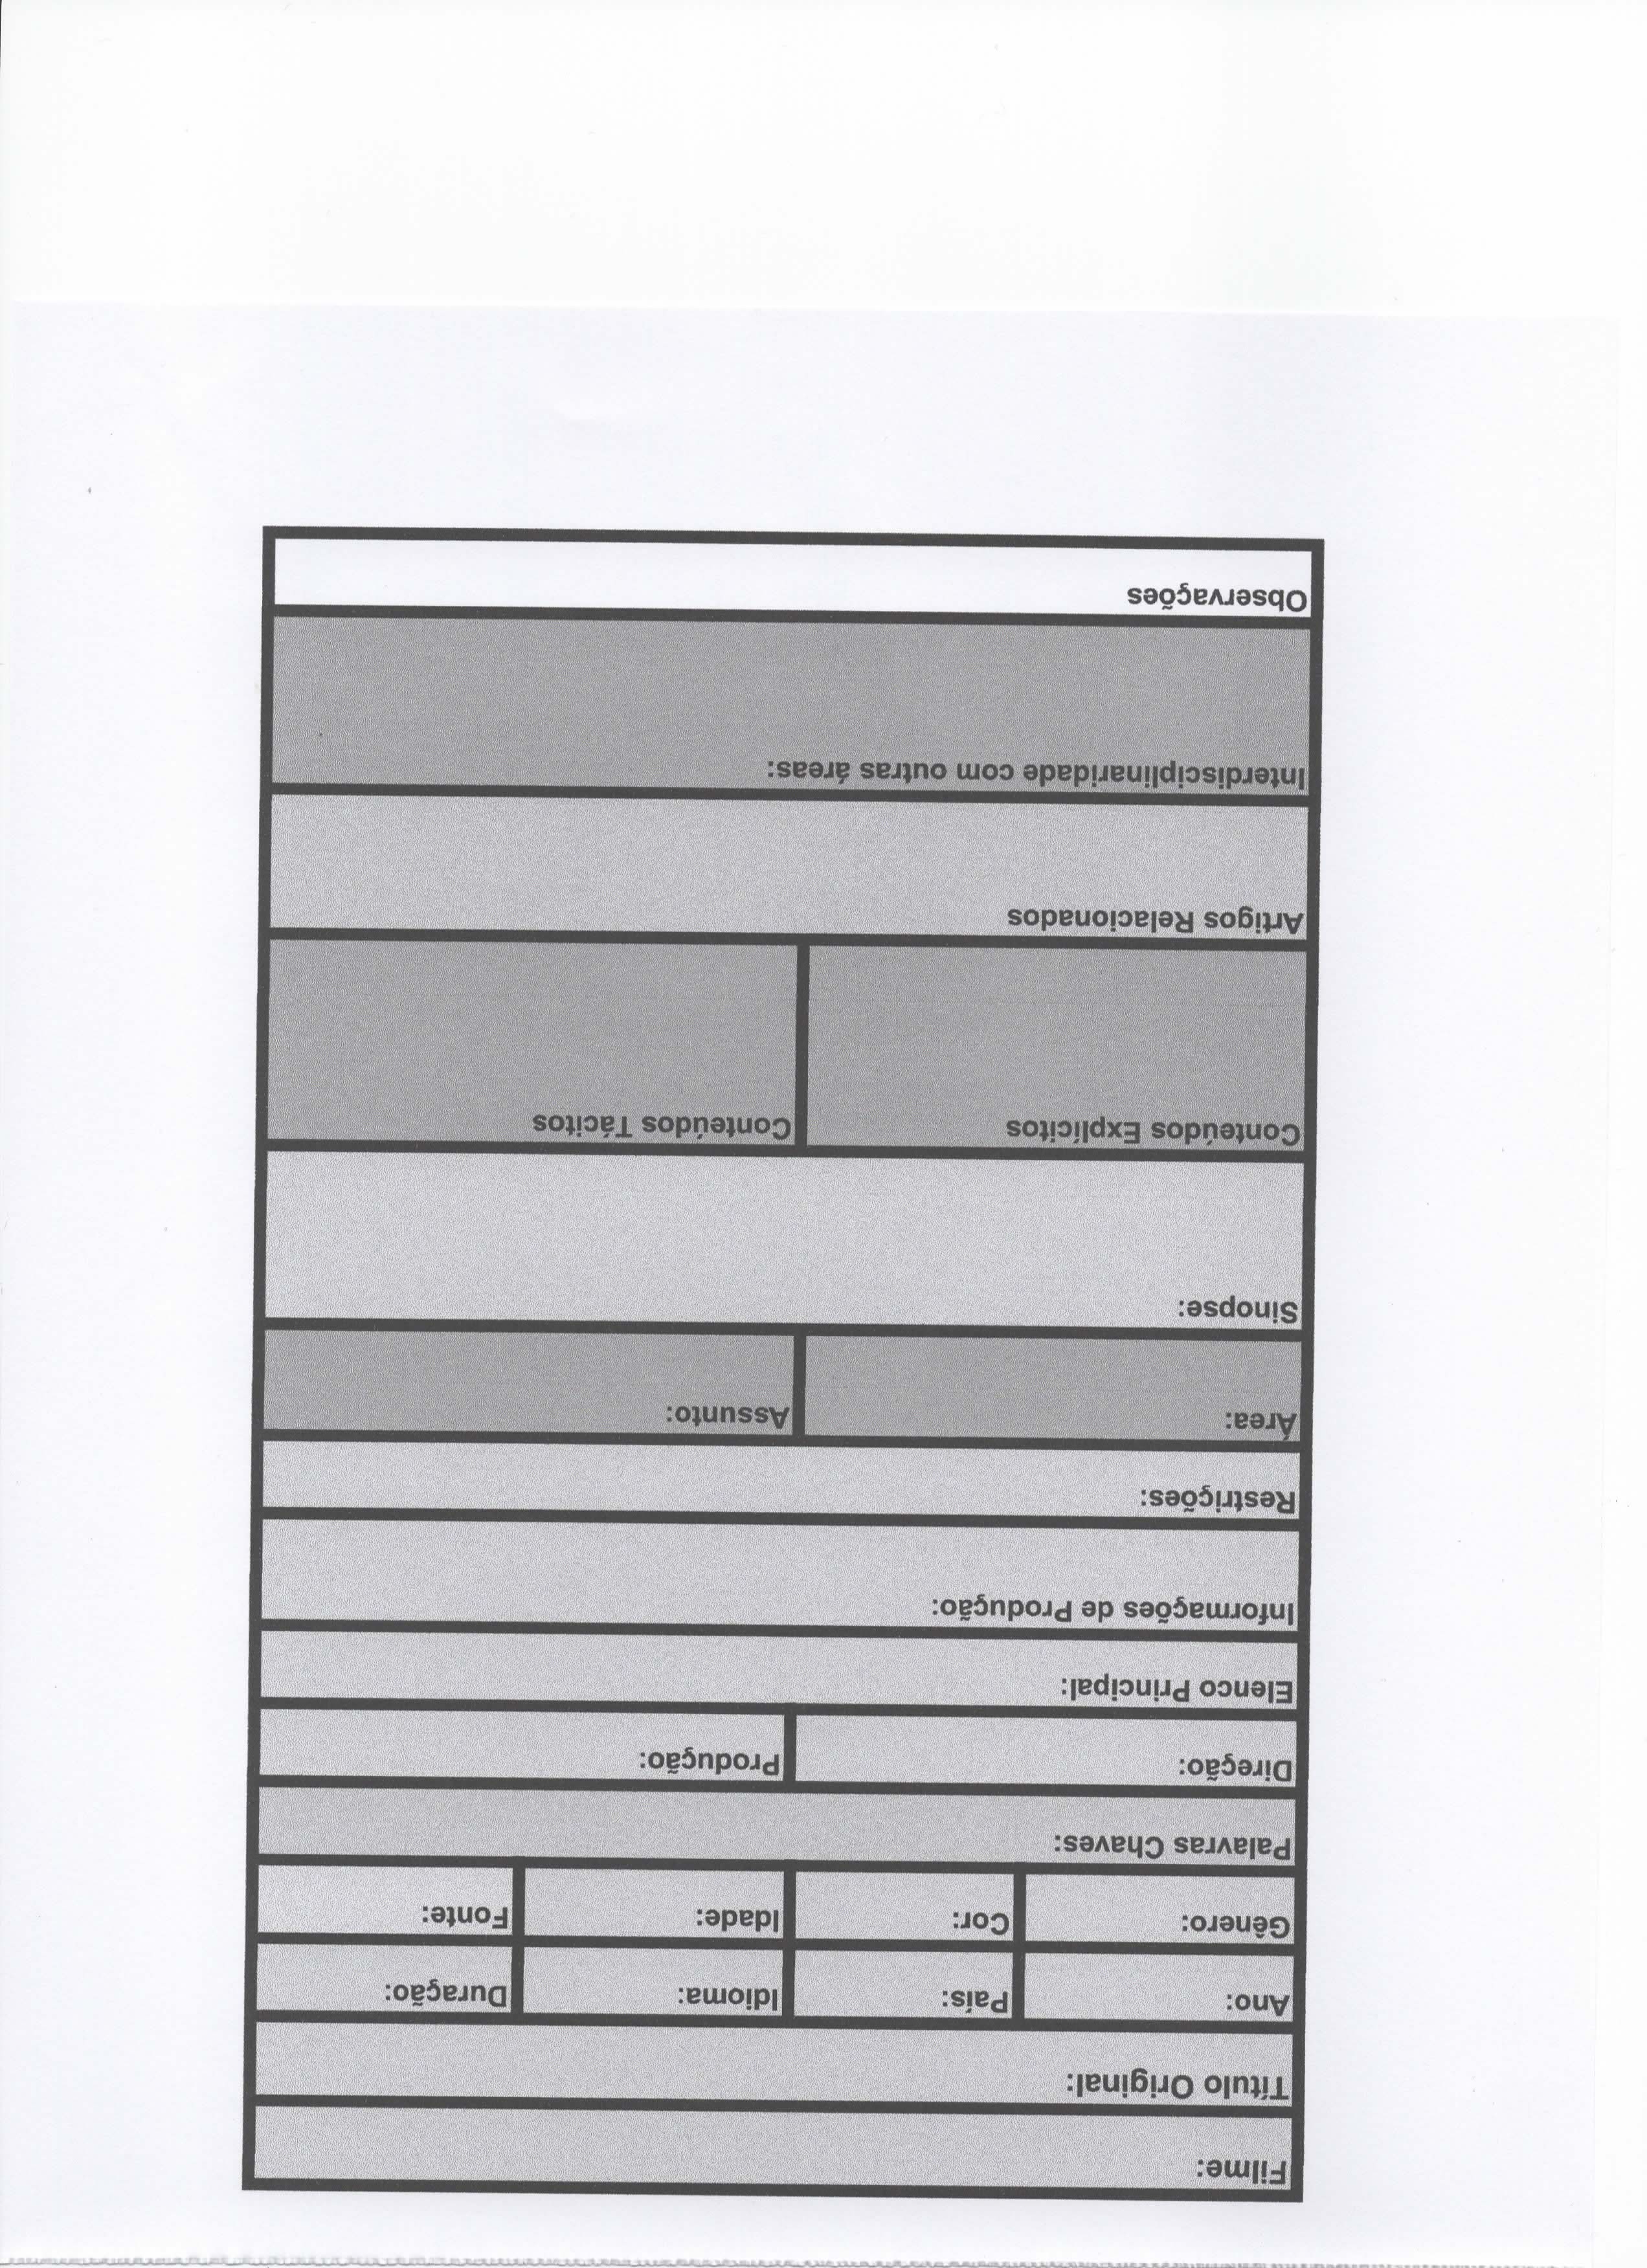 Filme:
Título Original:
Ano: País: Idioma: Duração:
Gênero: Cor: Idade: Fonte:
Palavras Chaves:
Direção: Produção:
Elenco Principal:
Informações de Produção:
Restrições:
Área: Assunto:
Sinopse:
Conteúdos Explícitos Conteúdos Tácitos
Artigos Relacionados
Interdisciplinaridade com outras áreas:
Observações